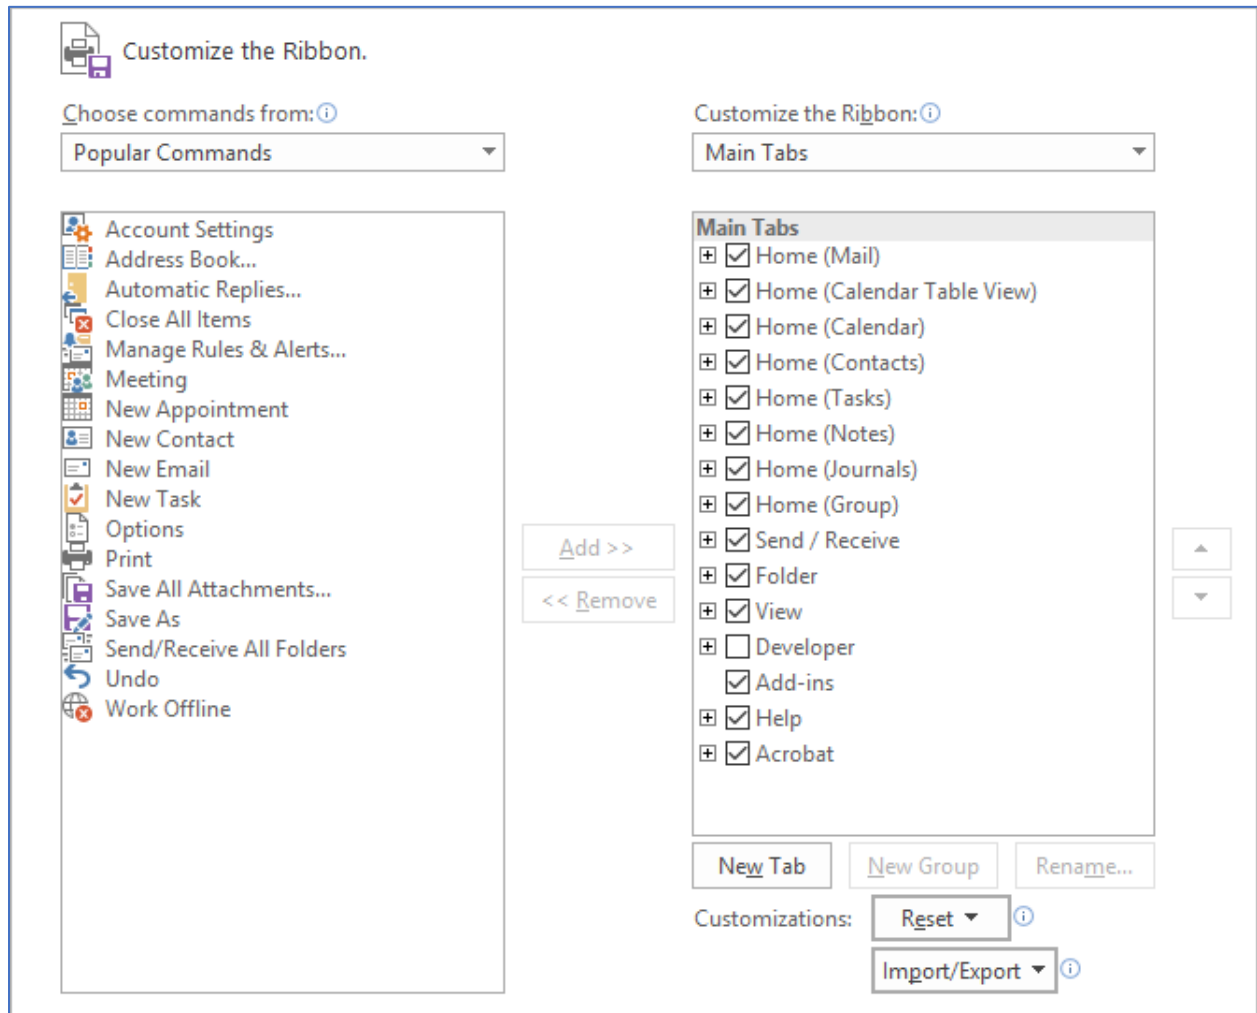 Customize the Ribbon.
Choose commands from:
Popular Commands
Account Settings
Address Book...
Automatic Replies...
Close All Items
Manage Rules & Alerts...
Meeting
New Appointment
New Contact
New Email
New Task
Options
Print
Save All Attachments...
Save As
Send/Receive All Folders
Undo
Work Offline
Add >>
<< Remove
Customize the Ribbon:
Main Tabs
Main Tabs
Home (Mail)
Home (Calendar Table View)
Home (Calendar)
Home (Contacts)
Home (Tasks)
Home (Notes)
Home (Journals)
Home (Group)
Send / Receive
Folder
View
Developer
Add-ins
Help
Acrobat
New Tab
New Group
Rename...
Customizations:
Reset
Import/Export